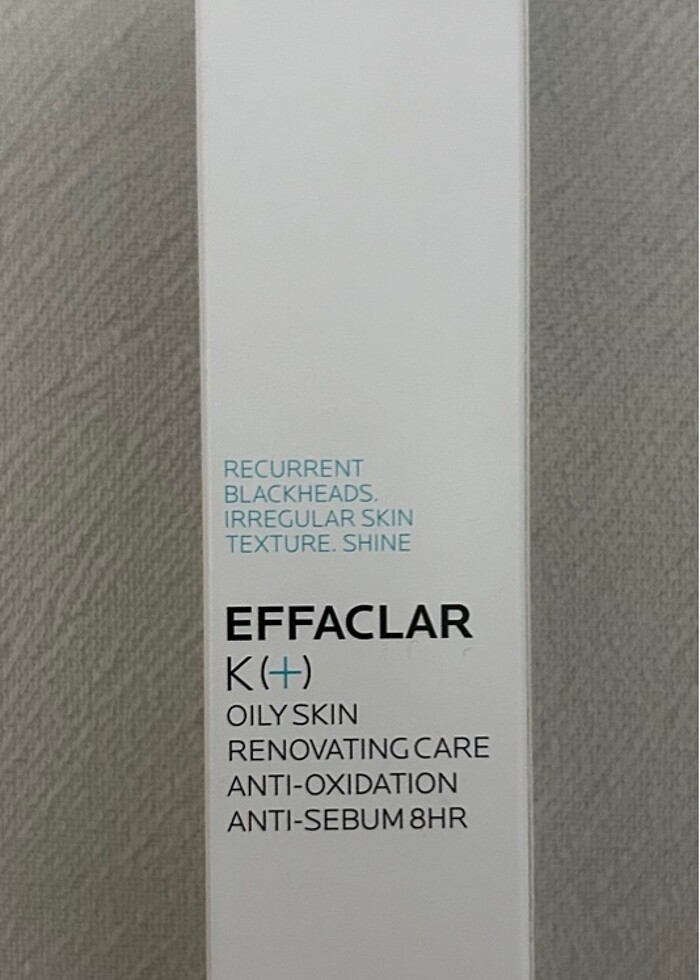 RECURRENT
BLACKHEADS.
IRREGULAR SKIN
TEXTURE. SHINE
EFFACLAR
K (+)
OILY SKIN
RENOVATING CARE
ANTI-OXIDATION
ANTI-SEBUM 8HR